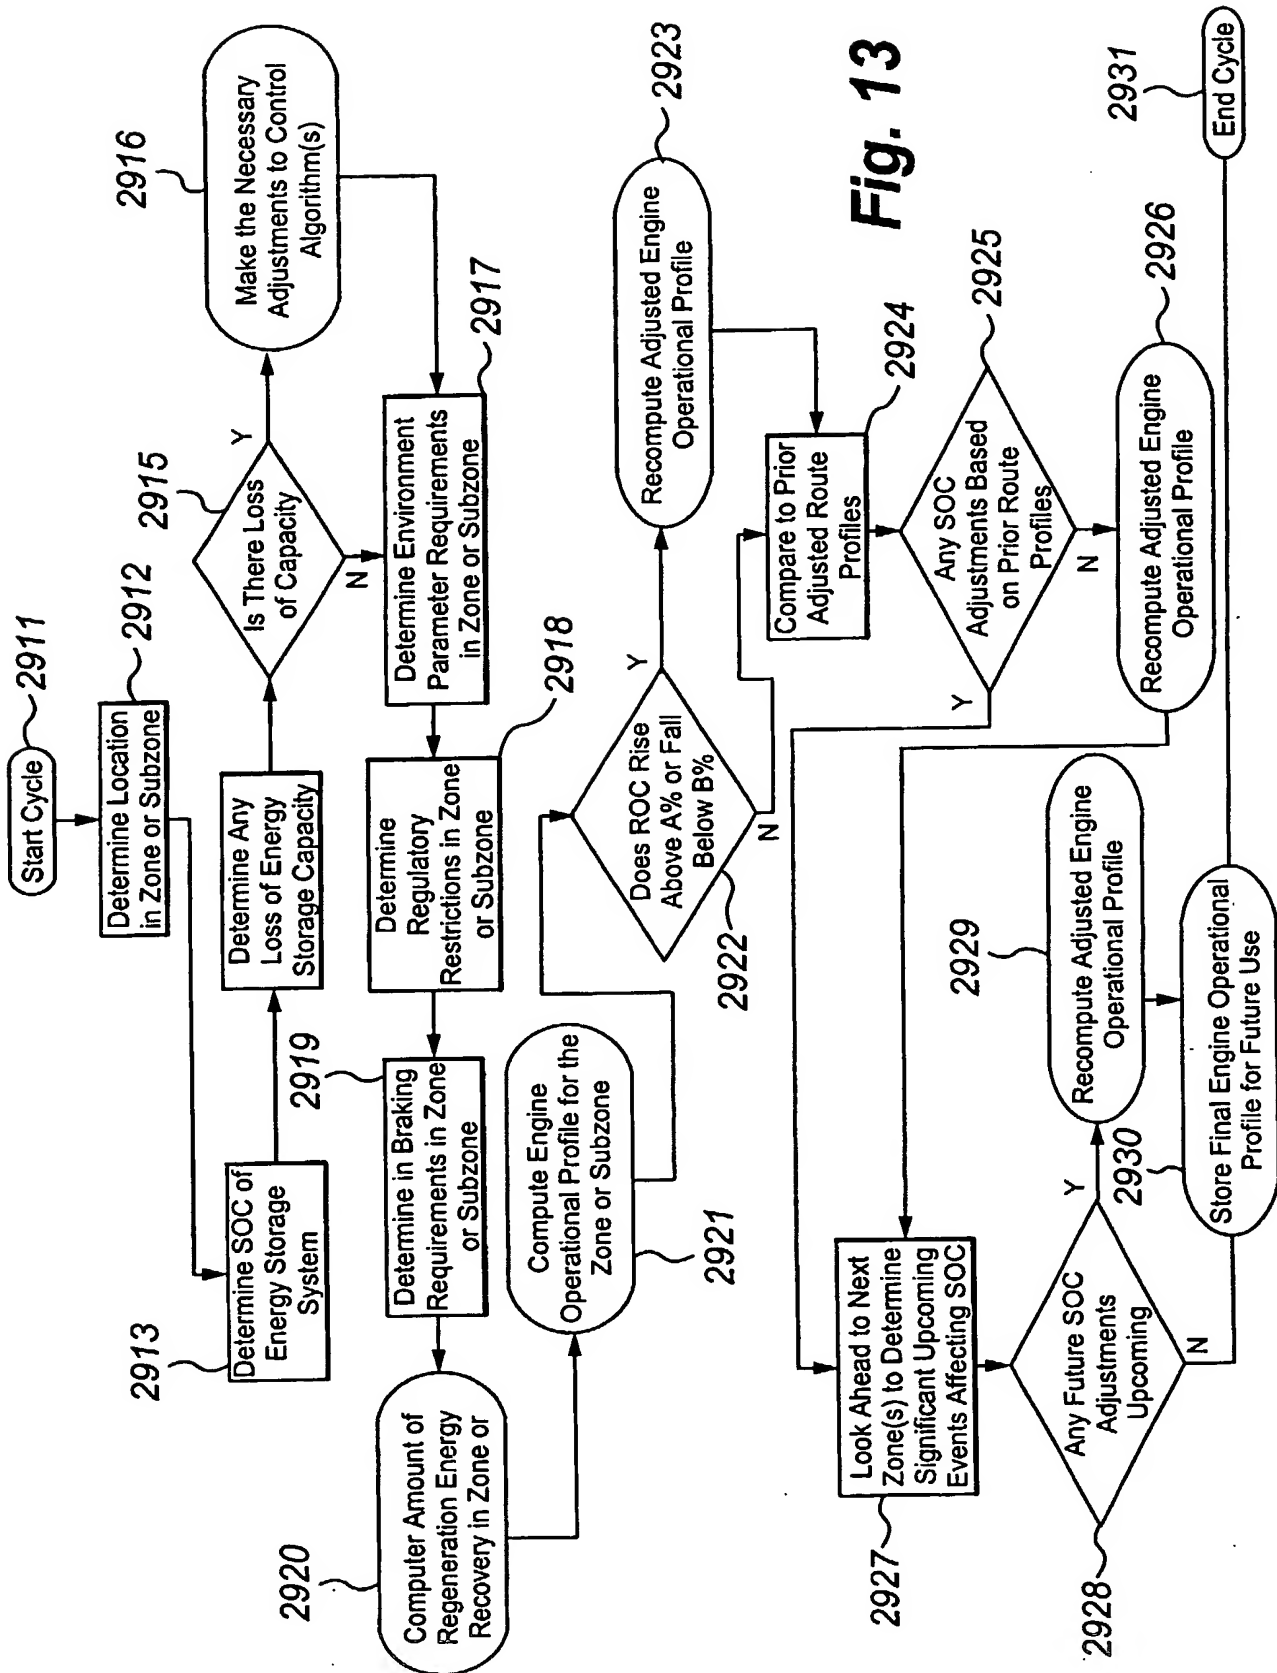 2911
Start Cycle
2912
Determine Location
in Zone or Subzone
2913
Determine SOC of
Energy Storage
System
Determine Any
Loss of Energy
Storage Capacity
2915
Is There Loss
of Capacity
Y
N
2916
Make the Necessary
Adjustments to Control
Algorithm(s)
2917
Determine Environment
Parameter Requirements
in Zone or Subzone
2918
Determine
Regulatory
Restrictions in Zone
or Subzone
2919
Determine in Braking
Requirements in Zone
or Subzone
2920
Computer Amount of
Regeneration Energy
Recovery in Zone or
2921
Compute Engine
Operational Profile for the
Zone or Subzone
2922
Does ROC Rise
Above A% or Fall
Below B%
Y
N
2923
Recompute Adjusted Engine
Operational Profile
2924
Compare to Prior
Adjusted Route
Profiles
2925
Any SOC
Adjustments Based
on Prior Route
Profiles
Y
N
2926
Recompute Adjusted Engine
Operational Profile
2927
Look Ahead to Next
Zone(s) to Determine
Significant Upcoming
Events Affecting SOC
2928
Any Future SOC
Adjustments
Upcoming
Y
N
2929
Recompute Adjusted Engine
Operational Profile
2930
Store Final Engine Operational
Profile for Future Use
2931
End Cycle
Fig. 13